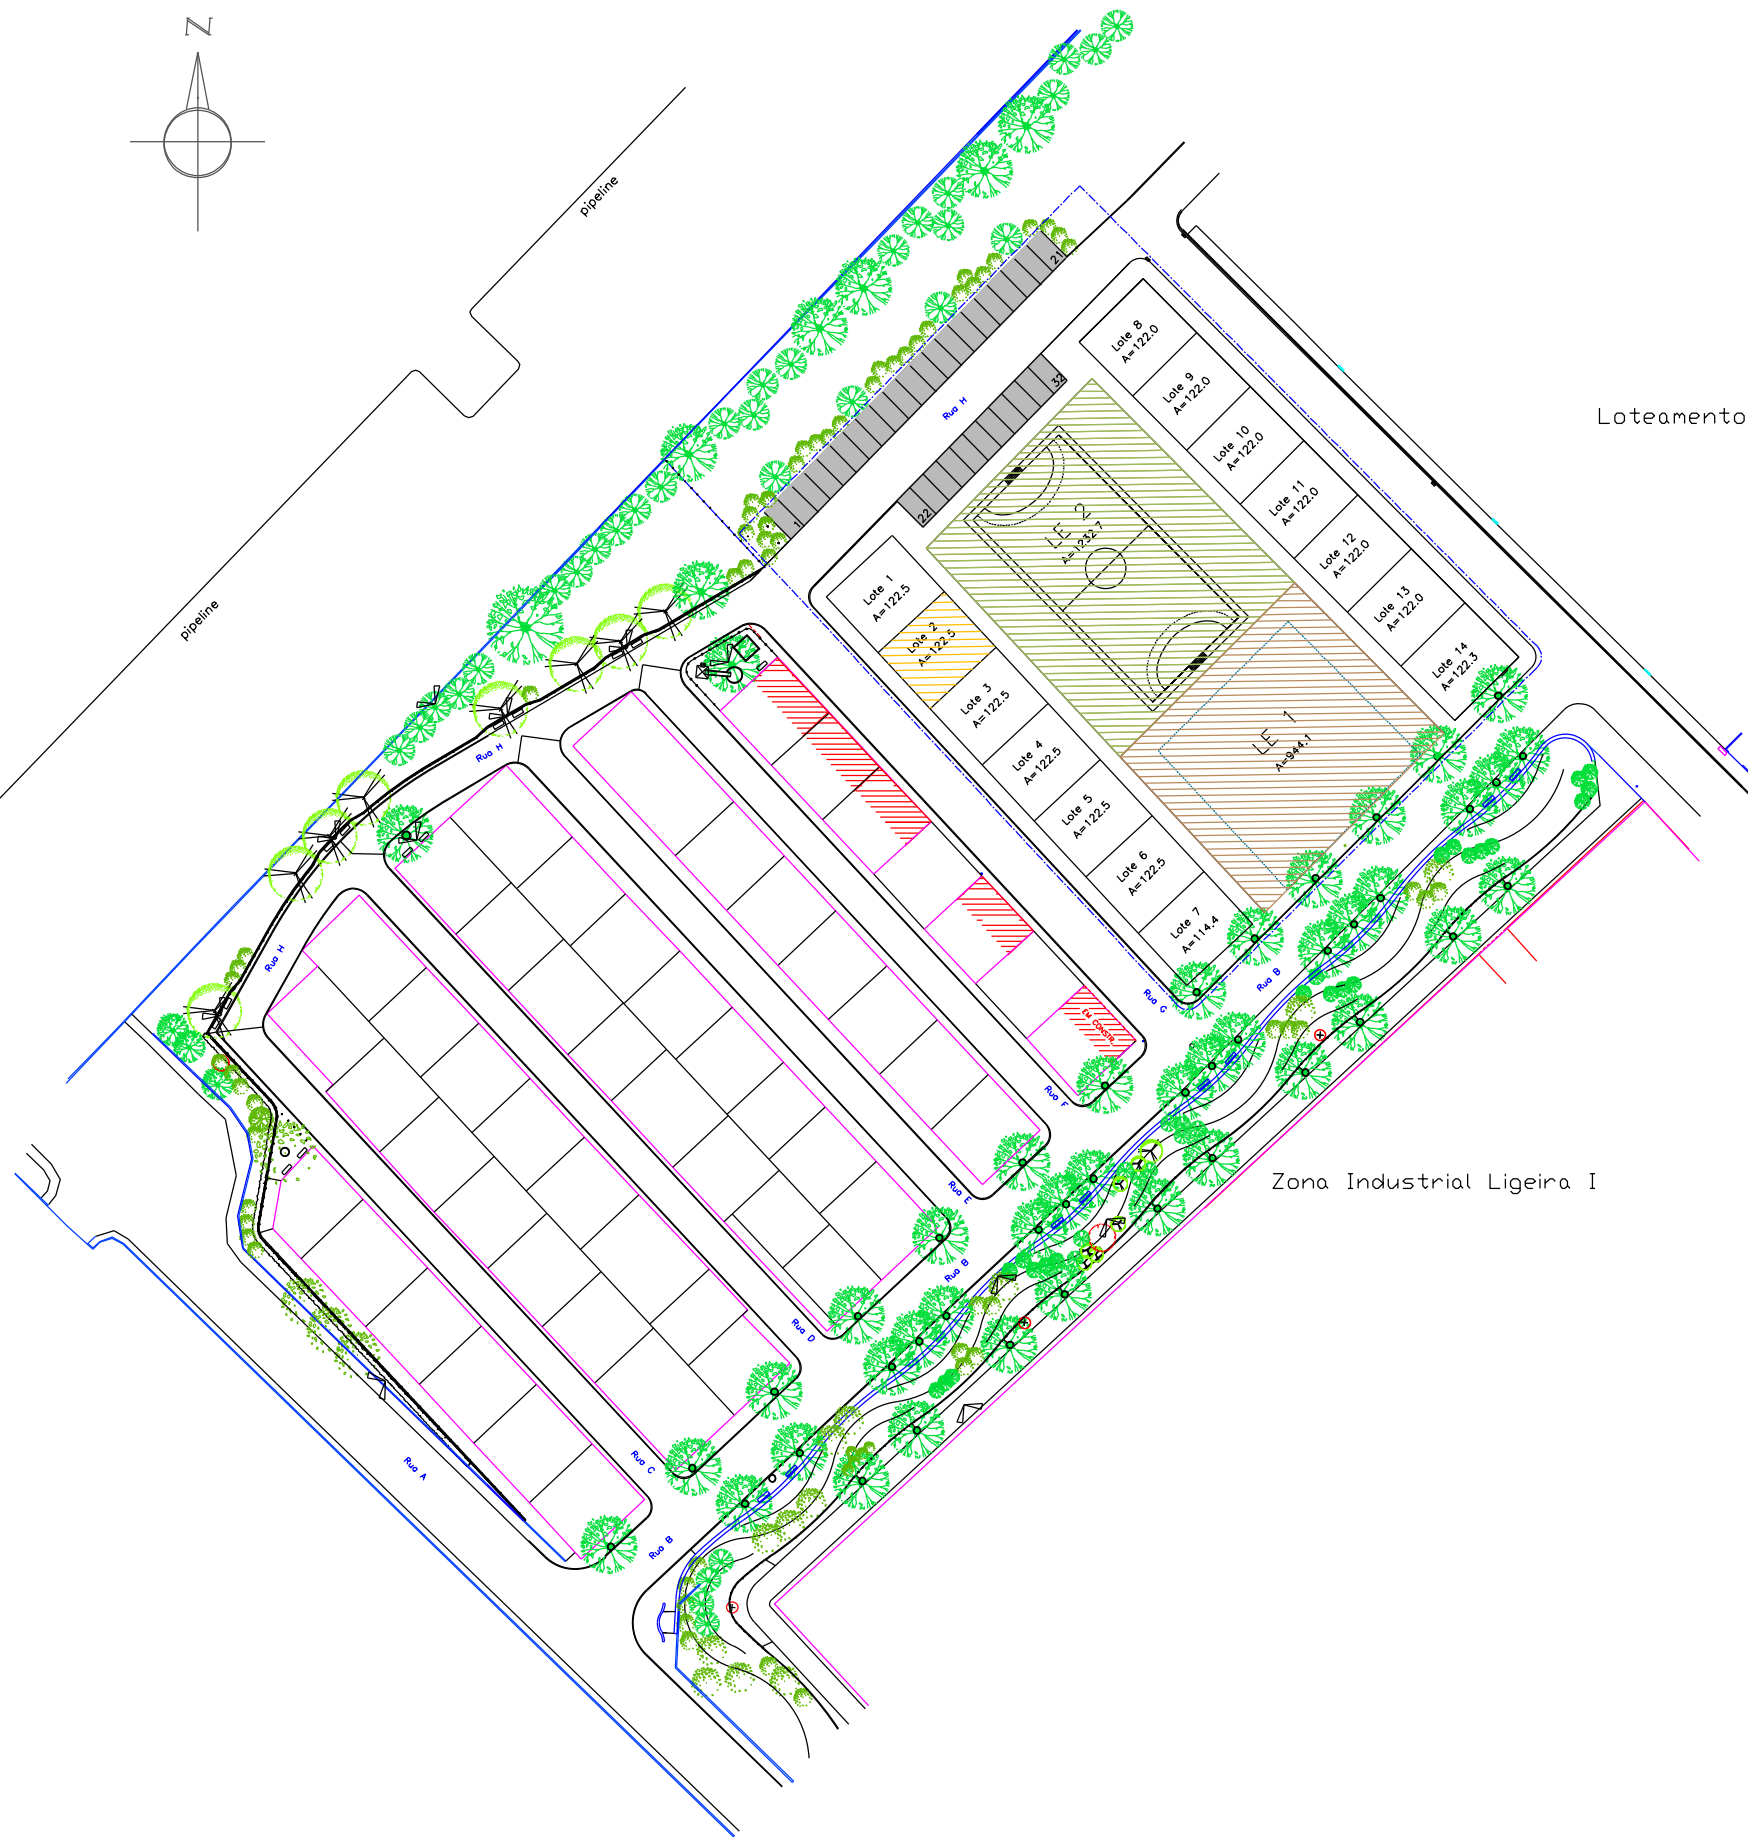 N
pipeline
pipeline
21
32
1
22
Rua H
Lote 8
A=122.0
Lote 9
A=122.0
Lote 10
A=122.0
Lote 11
A=122.0
Lote 12
A=122.0
Lote 13
A=122.0
Lote 14
A=122.3
Loteamento
LE 2
A=1232.7
Lote 1
A=122.5
Lote 2
A=122.5
Lote 3
A=122.5
Lote 4
A=122.5
Lote 5
A=122.5
Lote 6
A=122.5
Lote 7
A=114.4
LE 1
A=944.1
Rua H
Rua H
Rua G
Rua B
EM CONSTR.
Rua F
Rua E
Zona Industrial Ligeira I
Rua B
Rua D
Rua C
Rua A
Rua B